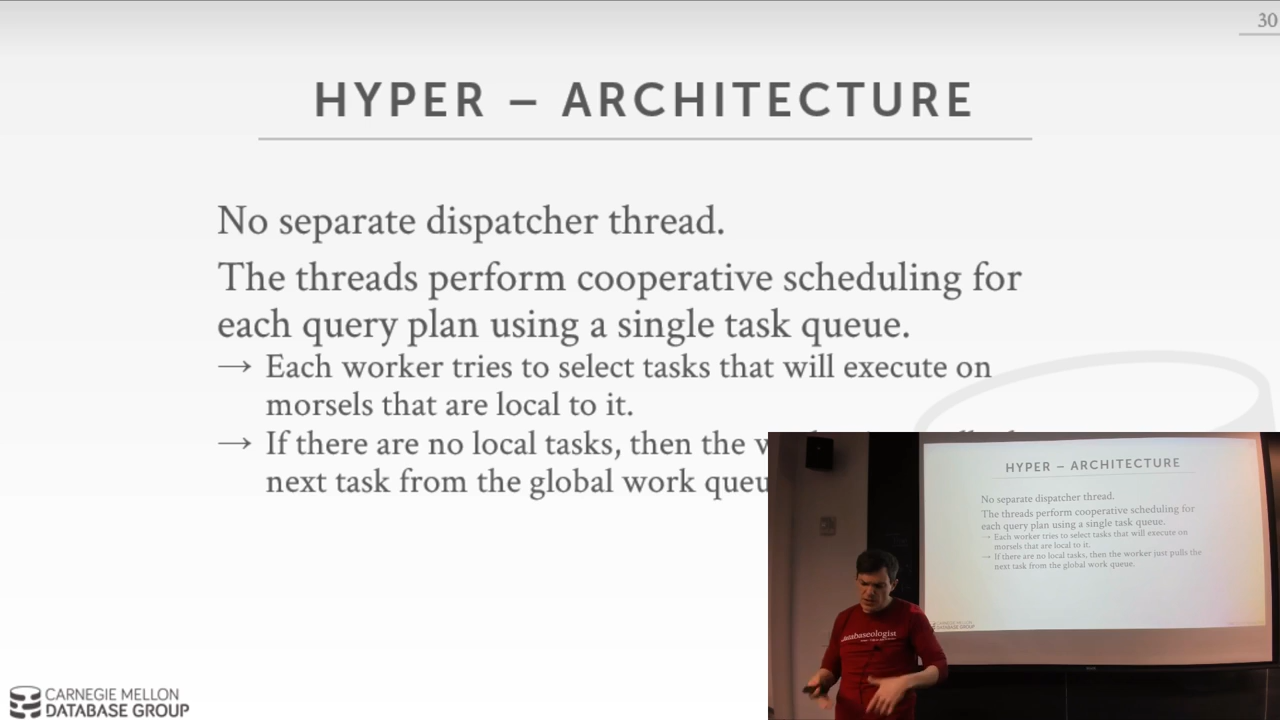 30
HYPER – ARCHITECTURE
No separate dispatcher thread.
The threads perform cooperative scheduling for
each query plan using a single task queue.
→ Each worker tries to select tasks that will execute on
morsels that are local to it.
→ If there are no local tasks, then the
next task from the global work
CARNEGIE MELLON
DATABASE GROUP
HYPER – ARCHITECTURE
No separate dispatcher thread.
The threads perform cooperative scheduling for
each query plan using a single task queue.
→ Each worker tries to select tasks that will execute on
morsels that are local to it.
→ If there are no local tasks, then the worker just pulls the
next task from the global work queue.
CARNEGIE MELLON
DATABASE GROUP
databaseologist